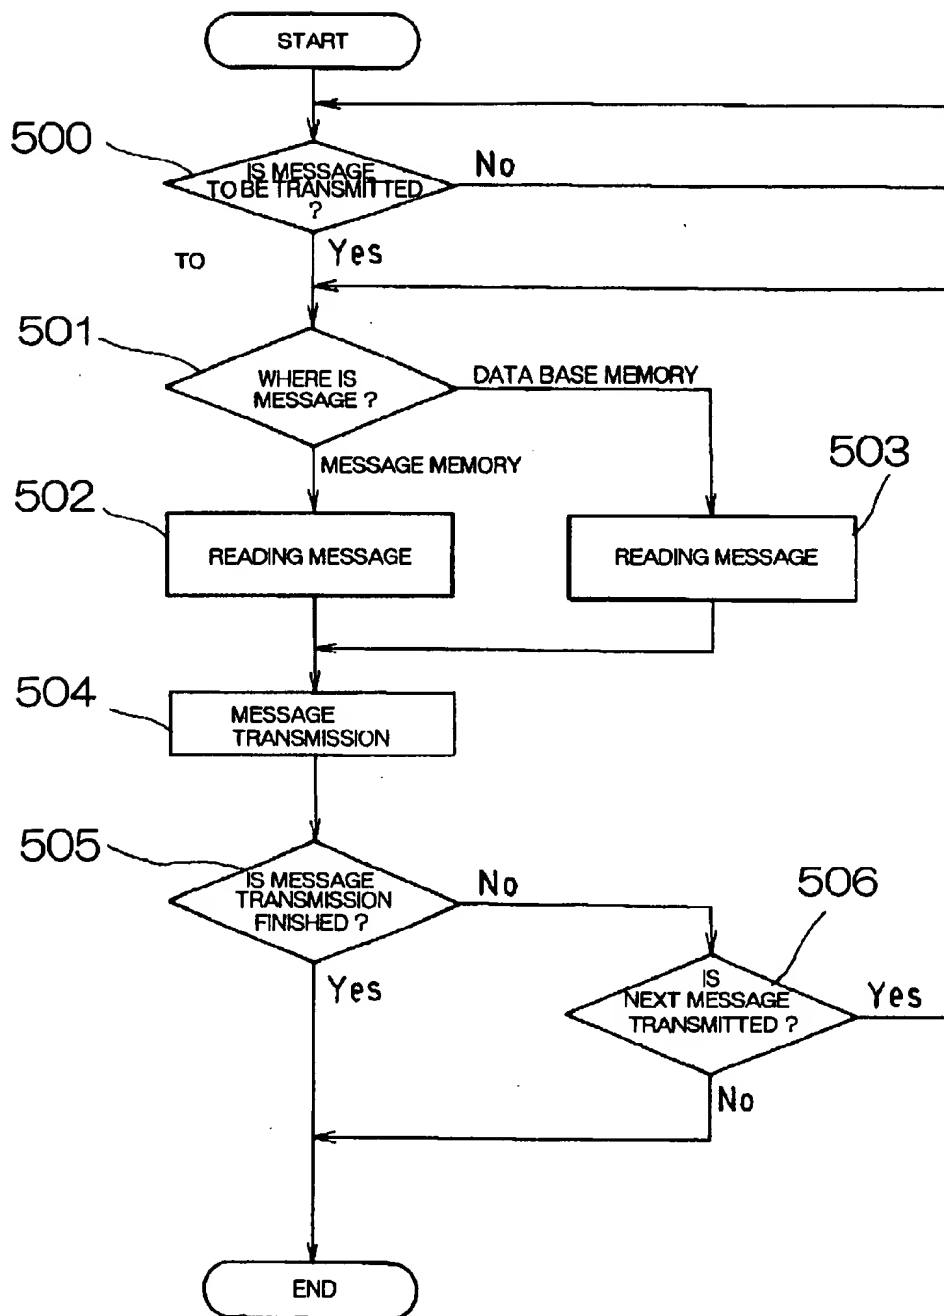 START
500
IS MESSAGE
TO BE TRANSMITTED
?
No
Yes
TO
501
WHERE IS
MESSAGE ?
DATA BASE MEMORY
MESSAGE MEMORY
502
READING MESSAGE
503
READING MESSAGE
504
MESSAGE
TRANSMISSION
505
IS MESSAGE
TRANSMISSION
FINISHED ?
No
Yes
506
IS
NEXT MESSAGE
TRANSMITTED ?
Yes
No
END